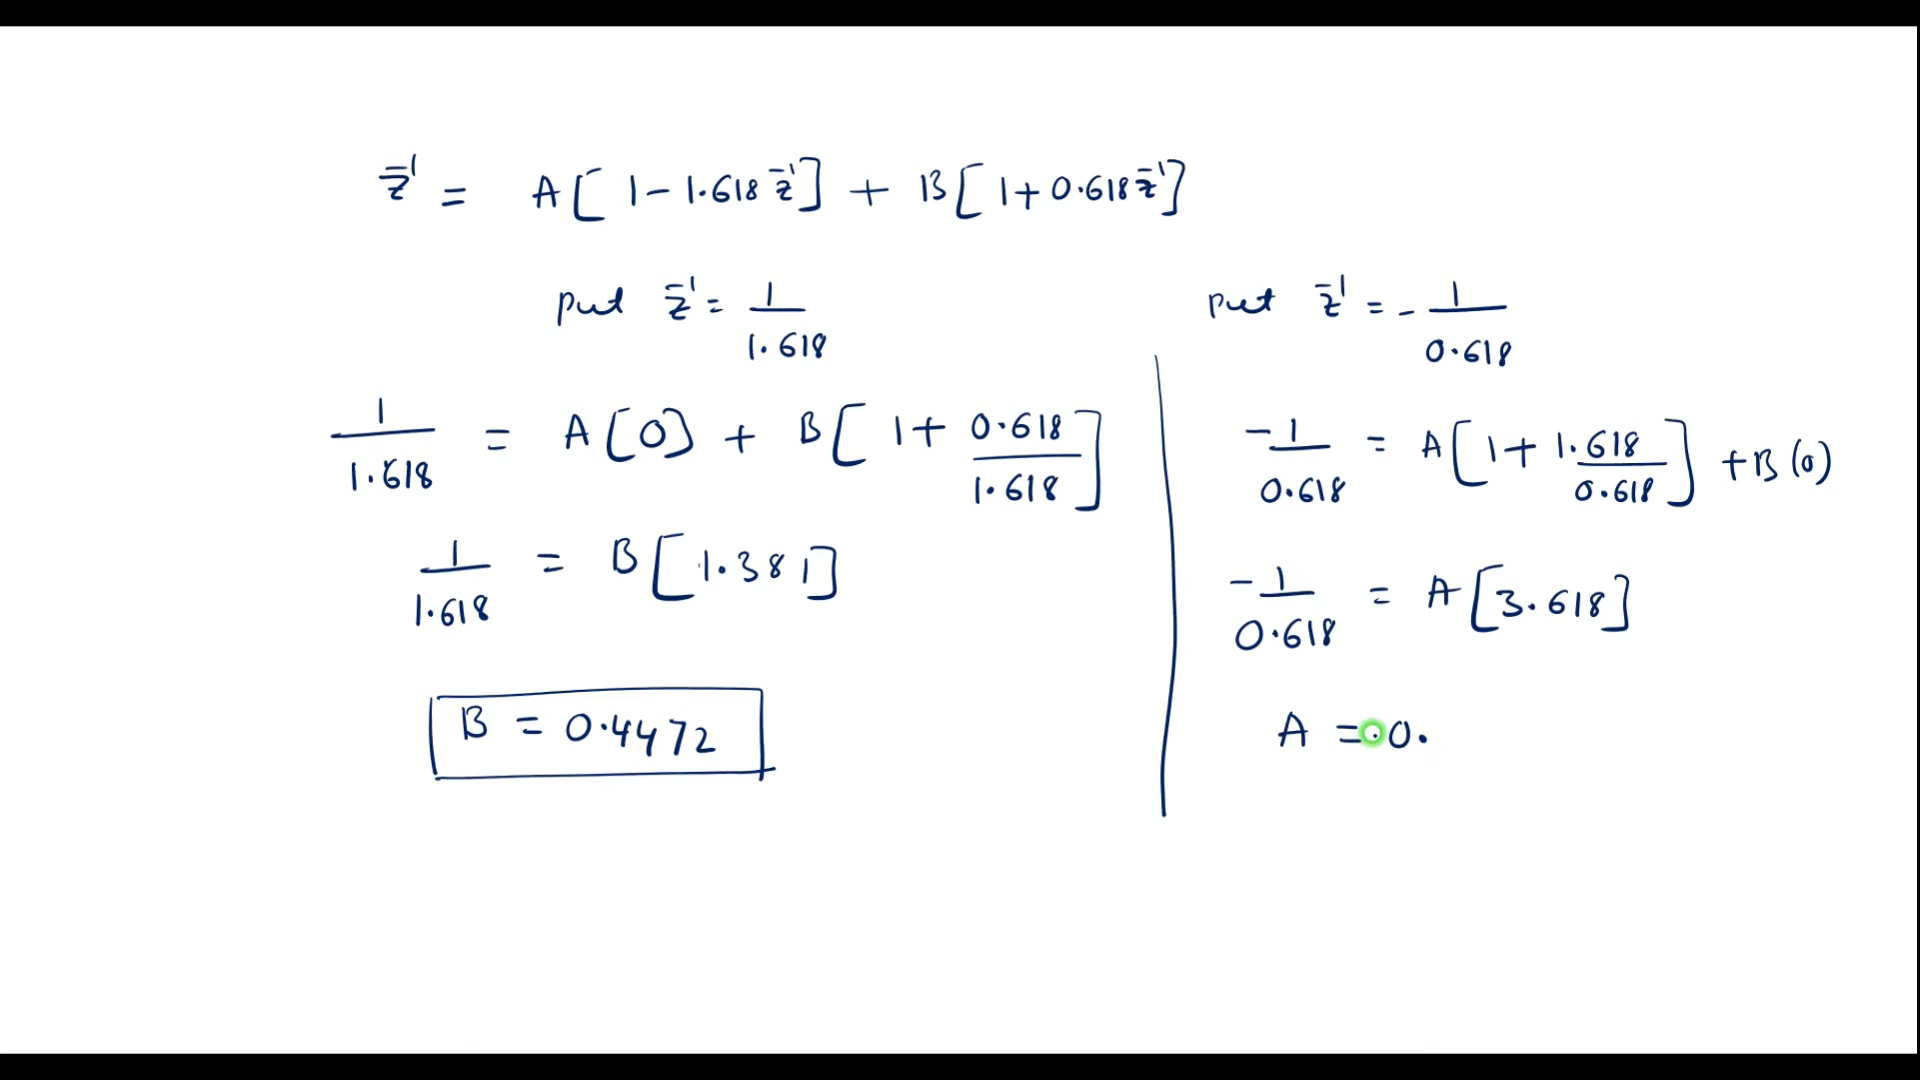 z⁻¹ = A[1-1.618 z⁻¹] + B[1+0.618z⁻¹]
put z⁻¹ = 1/1.618
1/1.618 = A[0] + B[1+ 0.618/1.618]
1/1.618 = B[1.381]
B = 0.4472
put z⁻¹ = -1/0.618
-1/0.618 = A[1+ 1.618/0.618] +B(0)
-1/0.618 = A[3.618]
A = .0.